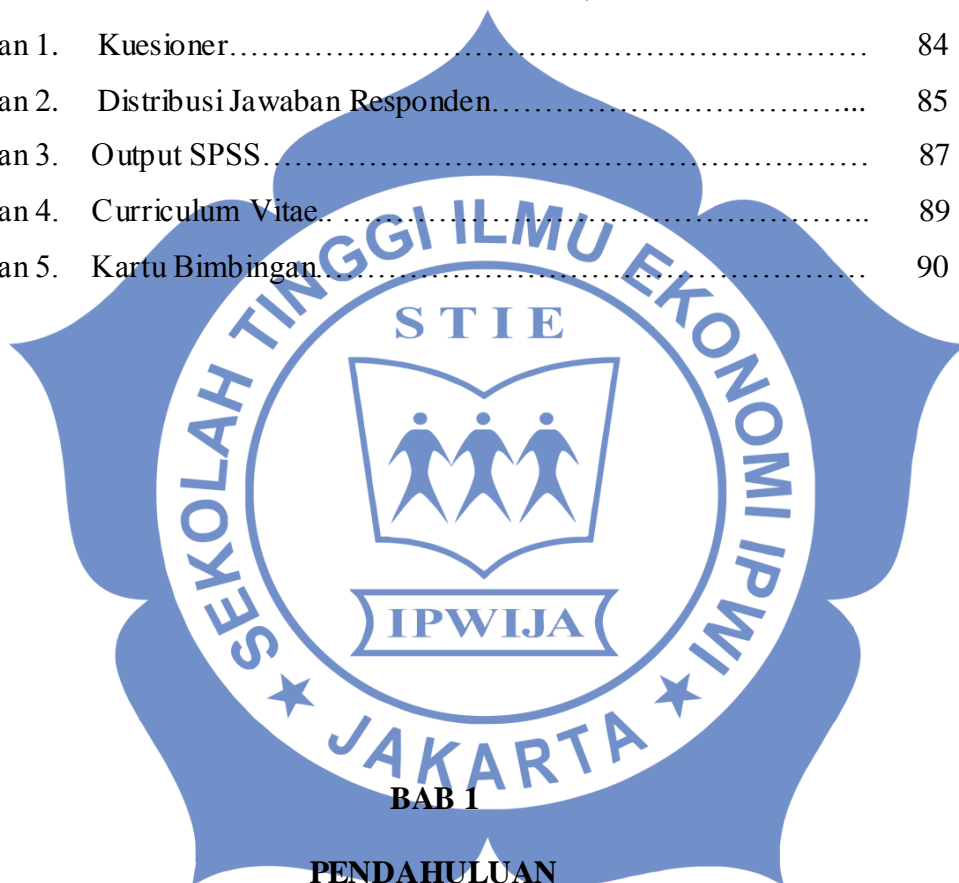 an 1. Kuesioner……………………………………………………… 84
an 2. Distribusi Jawaban Responden……………………………... 85
an 3. Output SPSS…………………………………………………… 87
an 4. Curriculum Vitae.. …………………………………………….. 89
an 5. Kartu Bimbingan……………………………………………… 90
SEKOLAH TINGGI ILMU EKONOMI IPWI
STIE
IPWIJA
★ JAKARTA ★
BAB 1
PENDAHULUAN